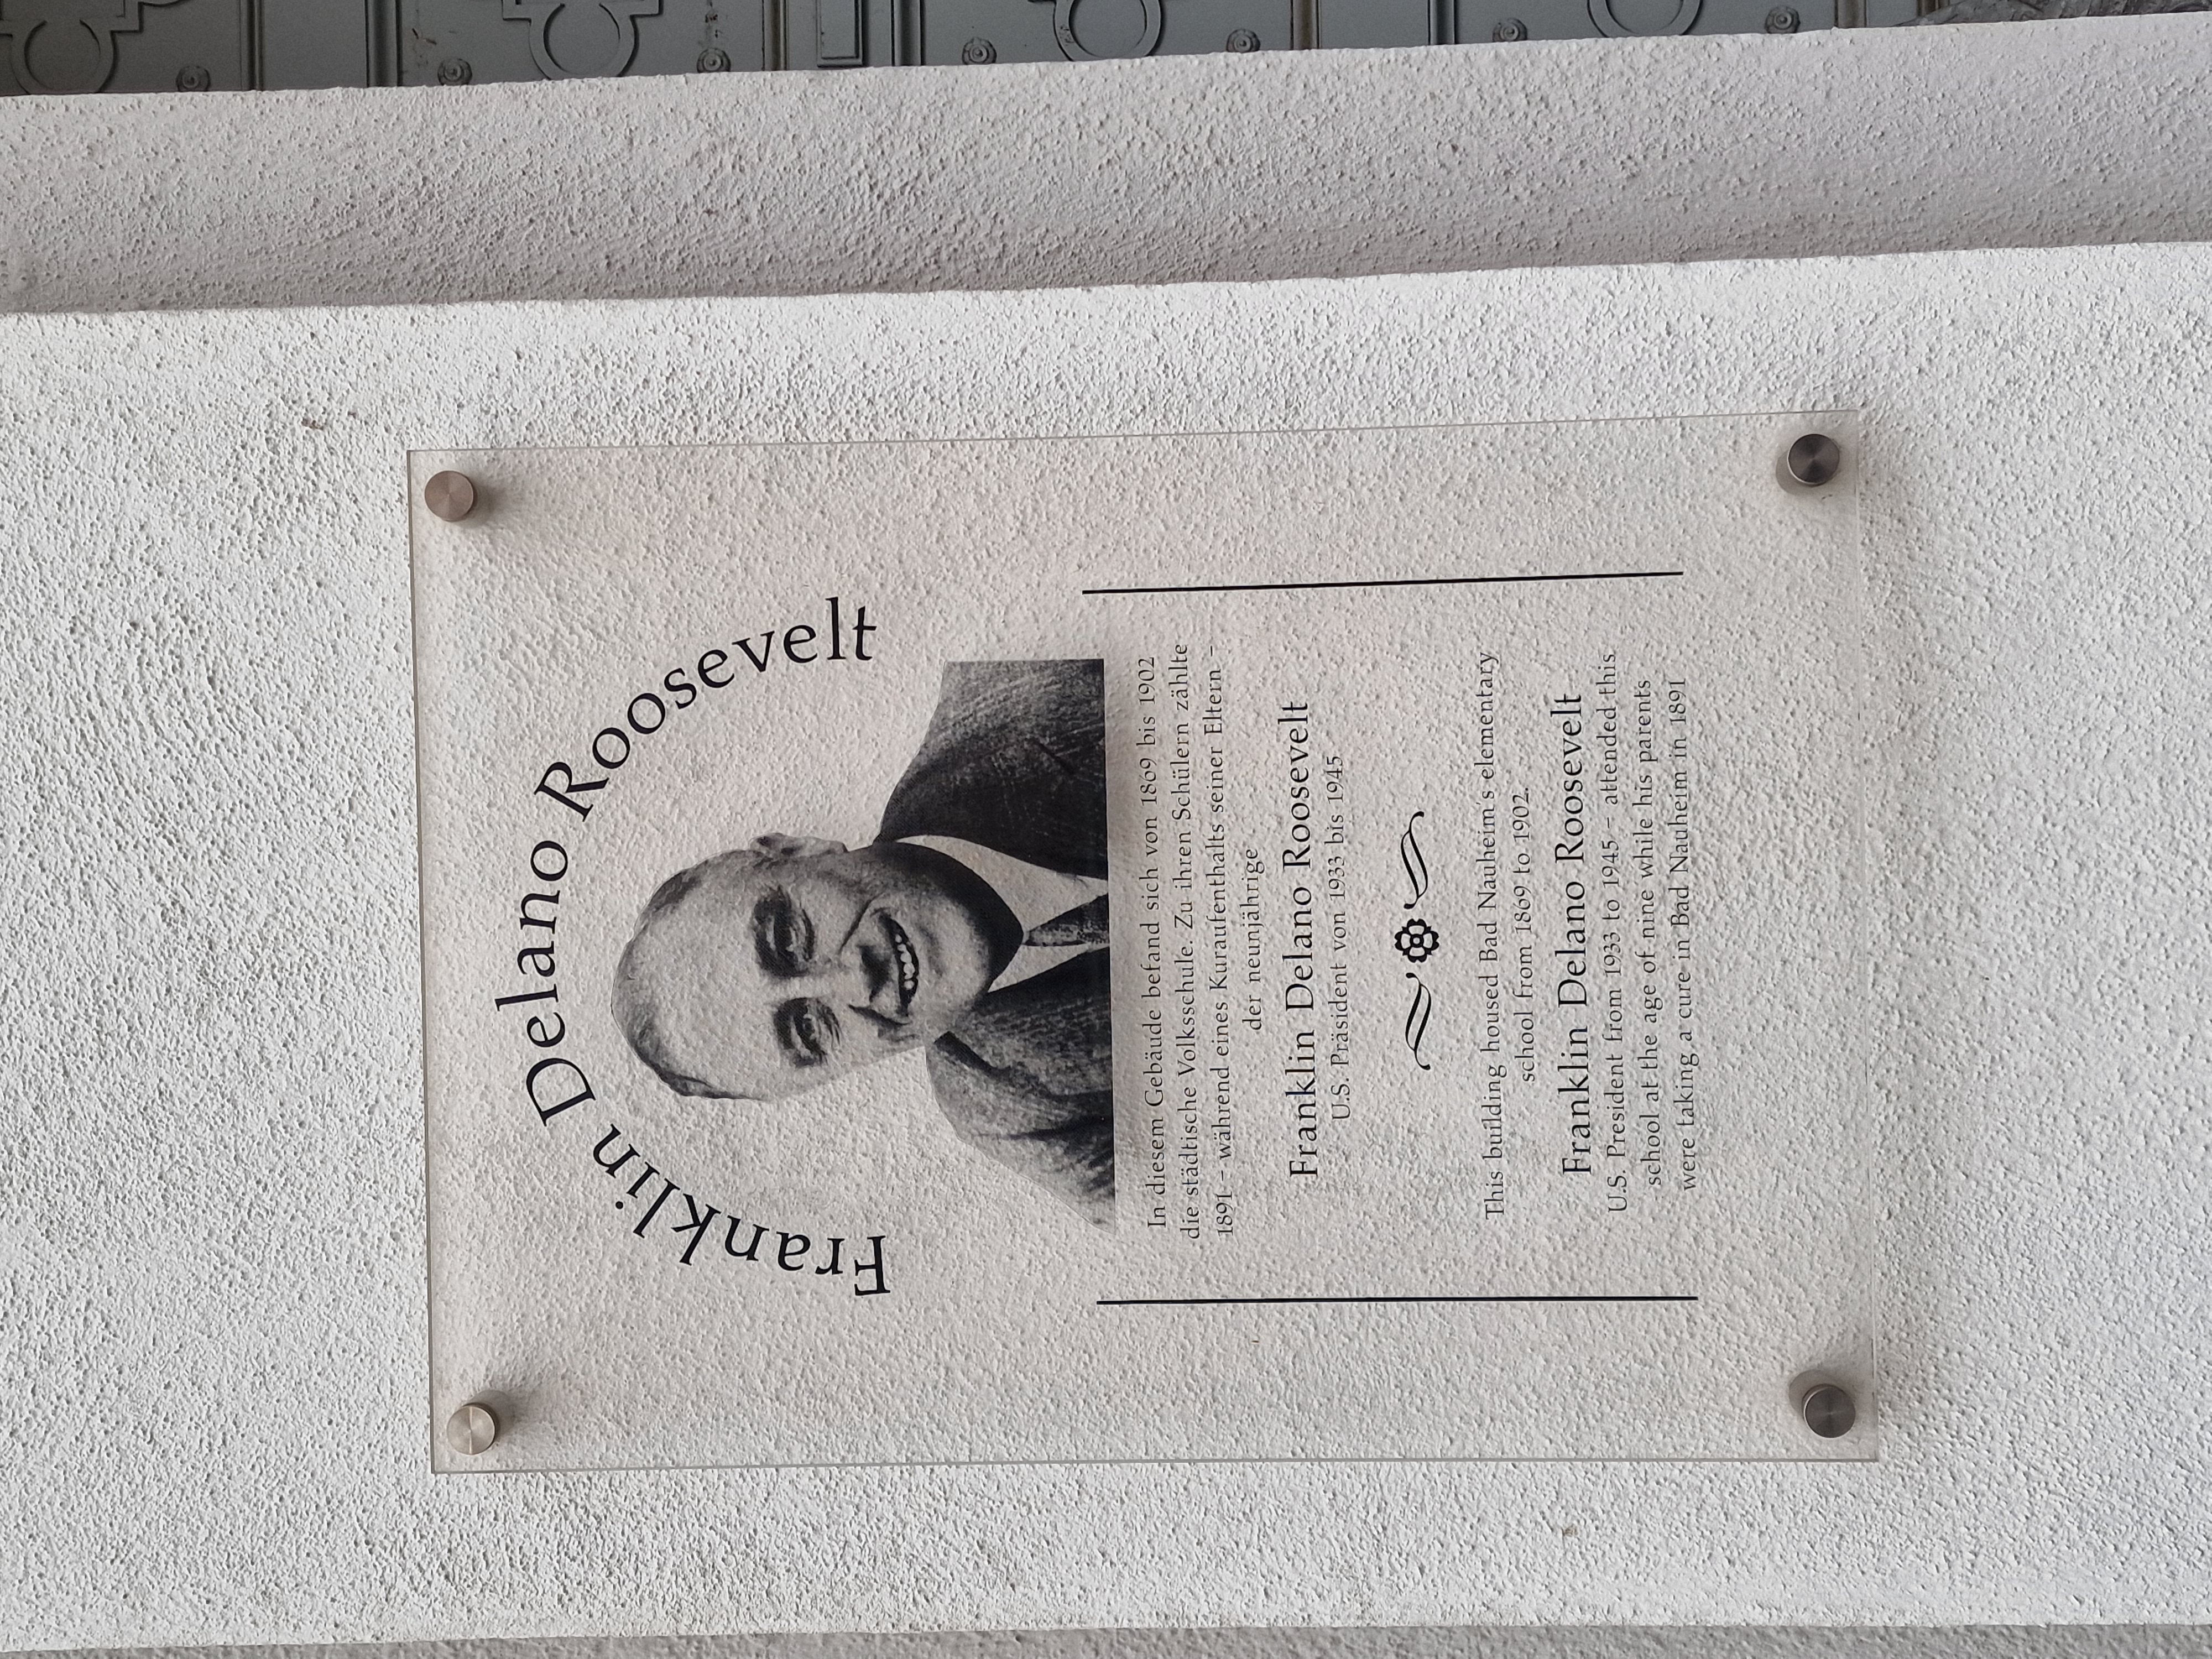 Franklin Delano Roosevelt
In diesem Gebäude befand sich von 1869 bis 1902
die städtische Volksschule. Zu ihren Schülern zählte
1891 – während eines Kuraufenthalts seiner Eltern –
der neunjährige
Franklin Delano Roosevelt
U.S. Präsident von 1933 bis 1945
This building housed Bad Nauheim's elementary
school from 1869 to 1902.
Franklin Delano Roosevelt
U.S. President from 1933 to 1945 – attended this
school at the age of nine while his parents
were taking a cure in Bad Nauheim in 1891